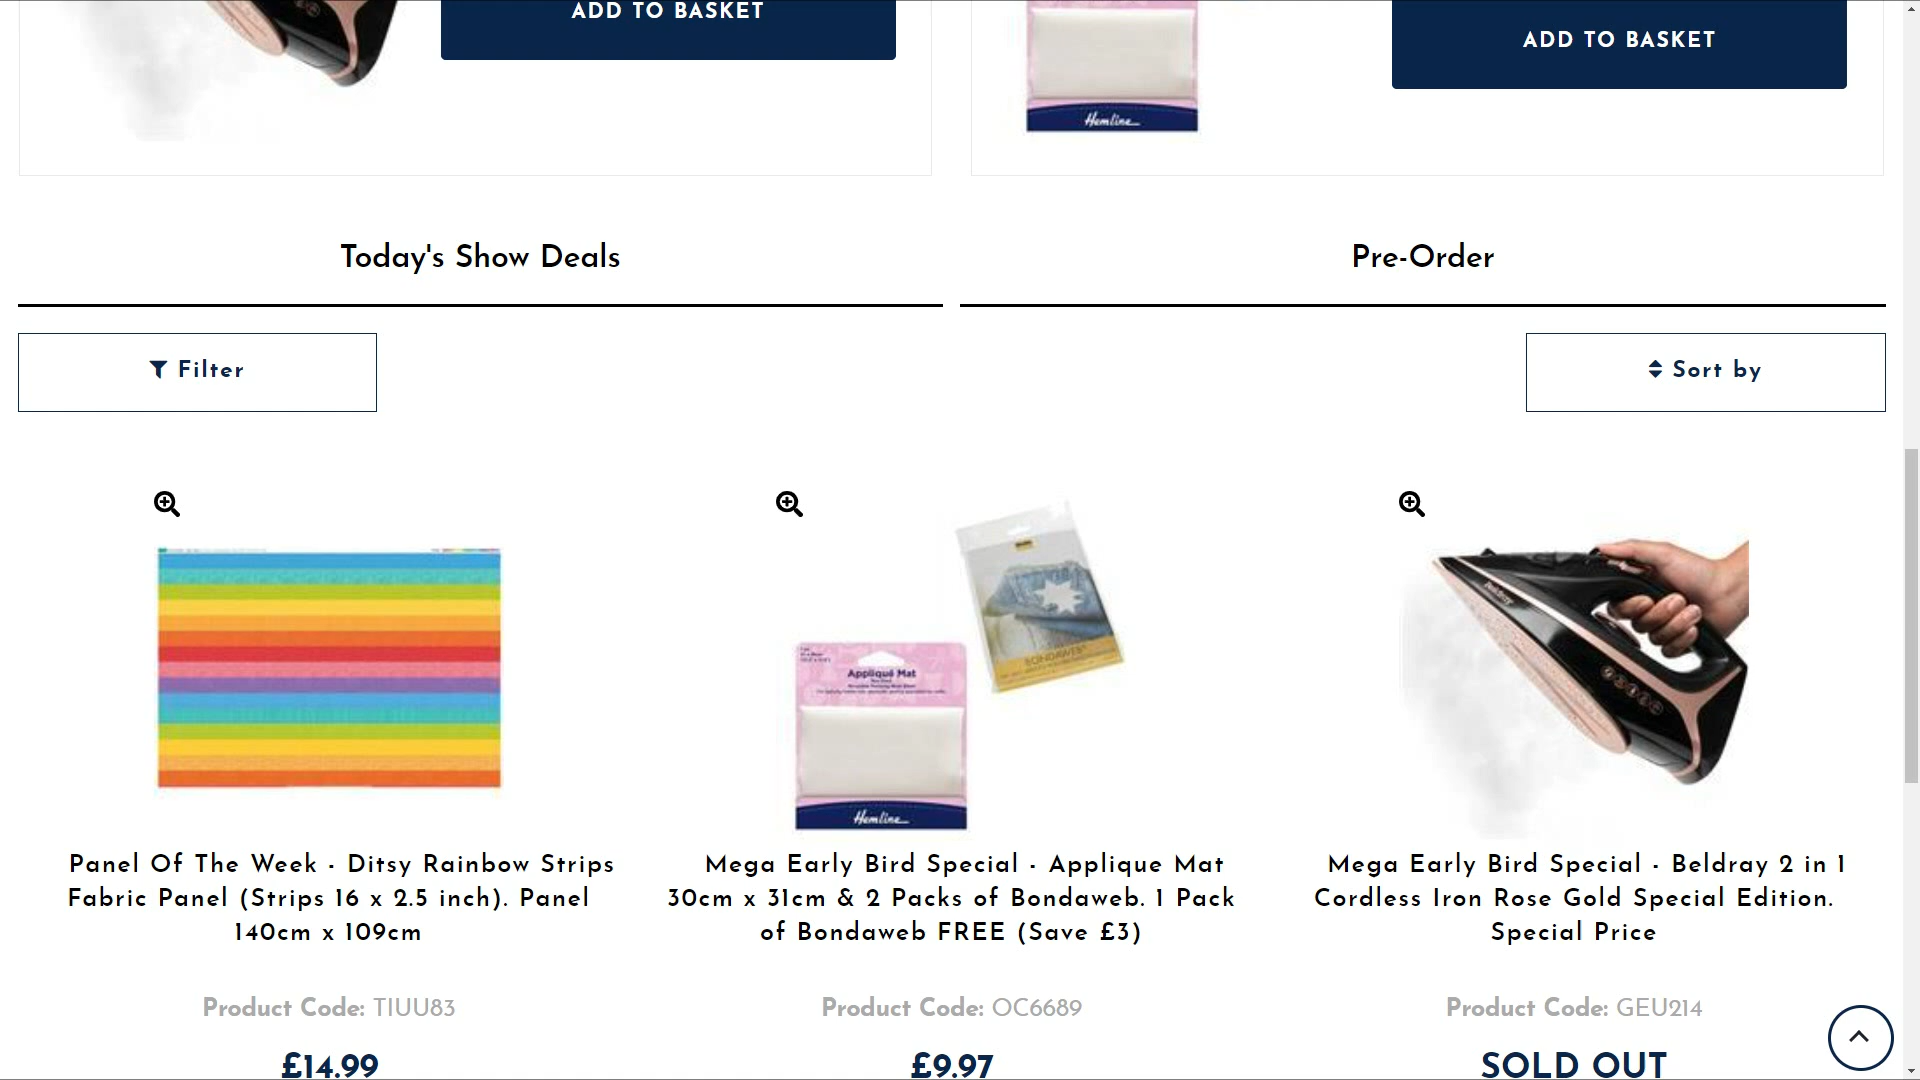 ADD TO BASKET
ADD TO BASKET
Hemline
Today's Show Deals
Pre-Order
Filter
Sort by
BONDAWEB
Appliqué Mat
Hemline
Panel Of The Week - Ditsy Rainbow Strips
Fabric Panel (Strips 16 x 2.5 inch). Panel
140cm x 109cm
Product Code: TIUU83
£14.99
Mega Early Bird Special - Applique Mat
30cm x 31cm & 2 Packs of Bondaweb. 1 Pack
of Bondaweb FREE (Save £3)
Product Code: OC6689
£9.97
Mega Early Bird Special - Beldray 2 in 1
Cordless Iron Rose Gold Special Edition.
Special Price
Product Code: GEU214
SOLD OUT